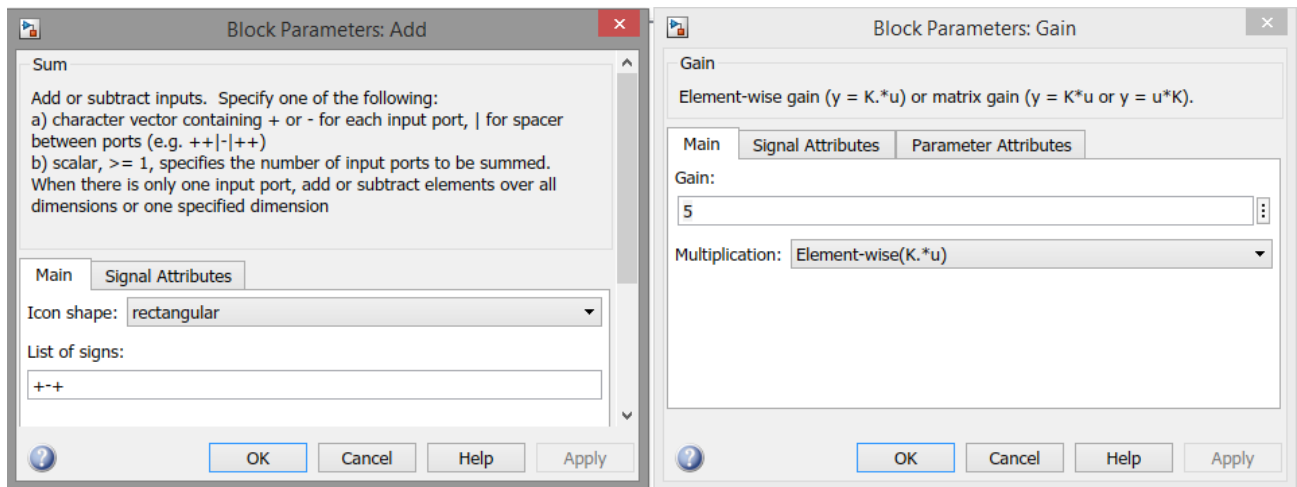 Block Parameters: Add
Sum
Add or subtract inputs.  Specify one of the following:
a) character vector containing + or - for each input port, | for spacer
between ports (e.g. ++|-|++)
b) scalar, >= 1, specifies the number of input ports to be summed.
When there is only one input port, add or subtract elements over all
dimensions or one specified dimension
Main
Signal Attributes
Icon shape: rectangular
List of signs:
+-+
OK
Cancel
Help
Apply
Block Parameters: Gain
Gain
Element-wise gain (y = K.*u) or matrix gain (y = K*u or y = u*K).
Main
Signal Attributes
Parameter Attributes
Gain:
5
Multiplication: Element-wise(K.*u)
OK
Cancel
Help
Apply